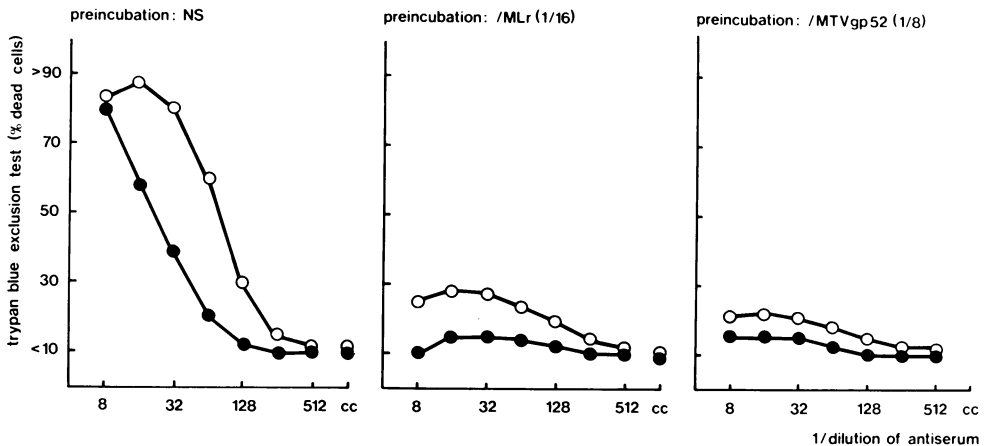 preincubation: NS
preincubation: /MLr (1/16)
preincubation: /MTVgp52 (1/8)
trypan blue exclusion test (% dead cells)
>90
70
50
30
<10
8 32 128 512 cc
8 32 128 512 cc
8 32 128 512 cc
1/dilution of antiserum